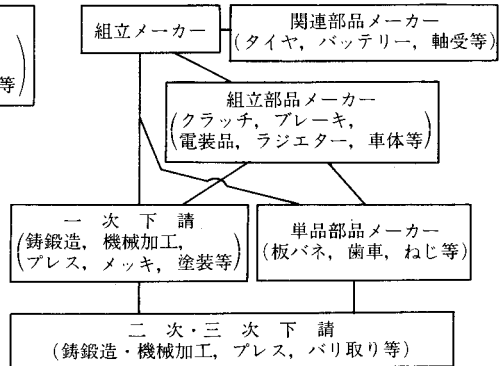 等)
組立メーカー
関連部品メーカー
(タイヤ, バッテリー, 軸受等)
組立部品メーカー
(クラッチ, ブレーキ,
電装品, ラジエター, 車体等)
一次下請
(鋳鍛造, 機械加工,
プレス, メッキ, 塗装等)
単品部品メーカー
(板バネ, 歯車, ねじ等)
二次・三次下請
(鋳鍛造・機械加工, プレス, バリ取り等)